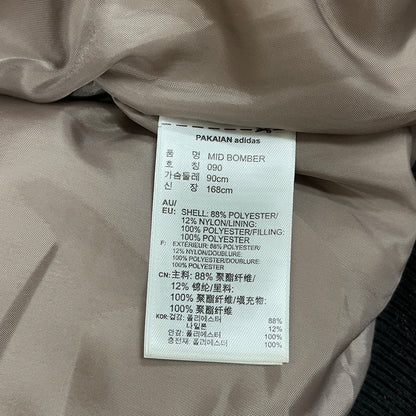 PAKAIAN adidas
품 명 MID BOMBER
호 칭 090
가슴둘레 90cm
신 장 168cm
AU/
EU: SHELL: 88% POLYESTER/
12% NYLON/LINING:
100% POLYESTER/FILLING:
100% POLYESTER
F: EXTÉRIEUR: 88% POLYESTER/
12% NYLON/DOUBLURE:
100% POLYESTER/DOUBLURE:
100% POLYESTER
CN: 主料: 88% 聚酯纤维/
12% 锦纶/里料:
100% 聚酯纤维/填充物:
100% 聚酯纤维
KOR: 겉감: 폴리에스터 88%
나일론 12%
안감: 폴리에스터 100%
충전재: 폴리에스터 100%